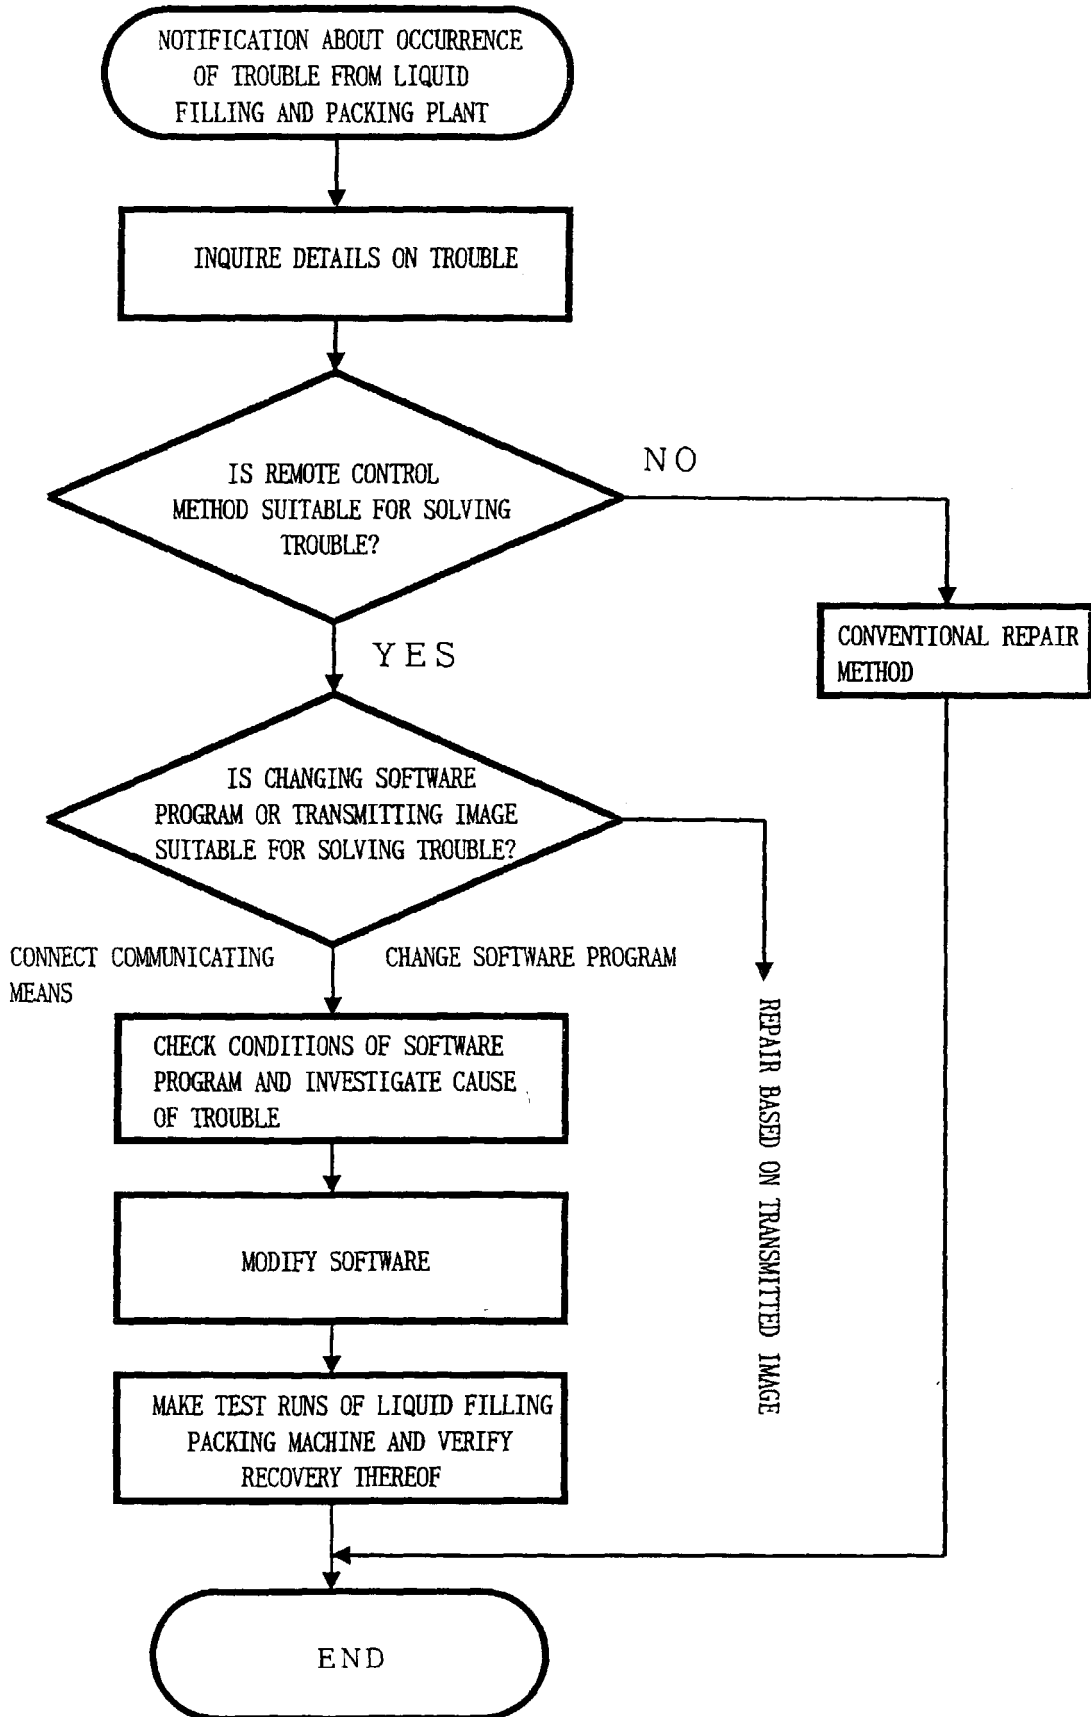 NOTIFICATION ABOUT OCCURRENCE
OF TROUBLE FROM LIQUID
FILLING AND PACKING PLANT
INQUIRE DETAILS ON TROUBLE
IS REMOTE CONTROL
METHOD SUITABLE FOR SOLVING
TROUBLE?
NO
YES
CONVENTIONAL REPAIR
METHOD
IS CHANGING SOFTWARE
PROGRAM OR TRANSMITTING IMAGE
SUITABLE FOR SOLVING TROUBLE?
CONNECT COMMUNICATING
MEANS
CHANGE SOFTWARE PROGRAM
REPAIR BASED ON TRANSMITTED IMAGE
CHECK CONDITIONS OF SOFTWARE
PROGRAM AND INVESTIGATE CAUSE
OF TROUBLE
MODIFY SOFTWARE
MAKE TEST RUNS OF LIQUID FILLING
PACKING MACHINE AND VERIFY
RECOVERY THEREOF
END